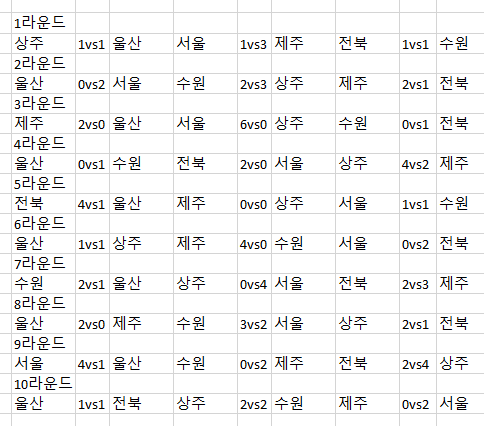 1라운드
상주 1vs1 울산 서울 1vs3 제주 전북 1vs1 수원
2라운드
울산 0vs2 서울 수원 2vs3 상주 제주 2vs1 전북
3라운드
제주 2vs0 울산 서울 6vs0 상주 수원 0vs1 전북
4라운드
울산 0vs1 수원 전북 2vs0 서울 상주 4vs2 제주
5라운드
전북 4vs1 울산 제주 0vs0 상주 서울 1vs1 수원
6라운드
울산 1vs1 상주 제주 4vs0 수원 서울 0vs2 전북
7라운드
수원 2vs1 울산 상주 0vs4 서울 전북 2vs3 제주
8라운드
울산 2vs0 제주 수원 3vs2 서울 상주 2vs1 전북
9라운드
서울 4vs1 울산 수원 0vs2 제주 전북 2vs4 상주
10라운드
울산 1vs1 전북 상주 2vs2 수원 제주 0vs2 서울